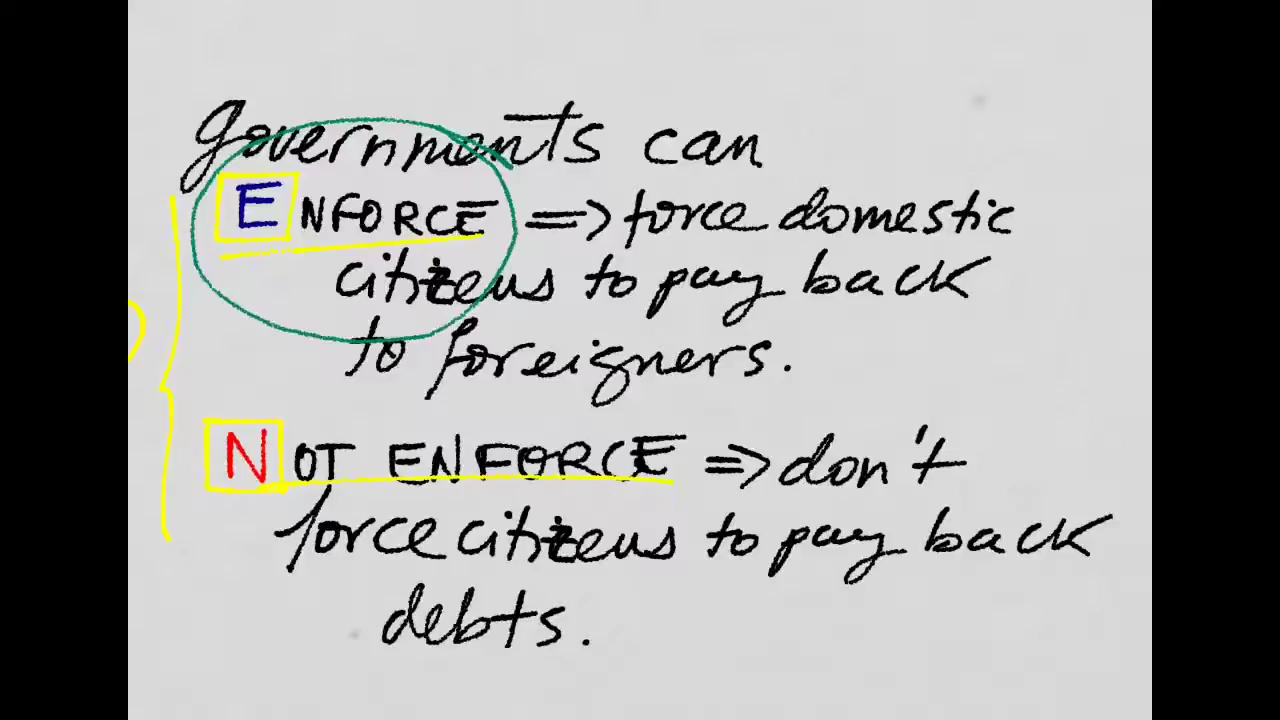 Governments can
ENFORCE => force domestic
citizens to pay back
to foreigners.
NOT ENFORCE => don't
force citizens to pay back
debts.